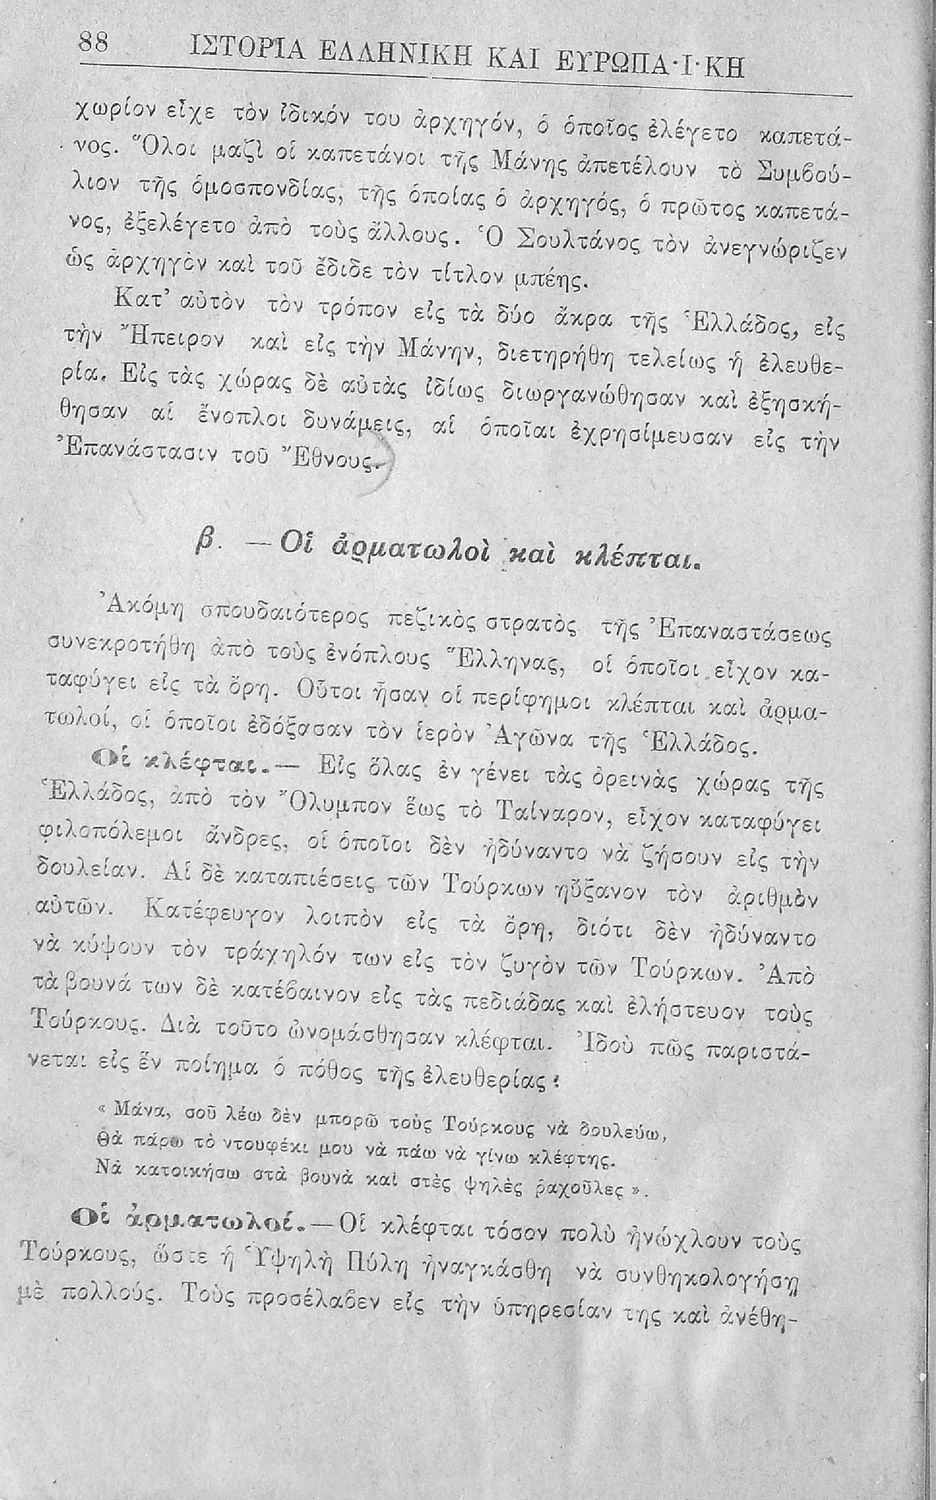 88 ΙΣΤΟΡΙΑ ΕΛΛΗΝΙΚΗ ΚΑΙ ΕΥΡΩΠΑ·Ι·ΚΗ
χωρίον εἶχε τὸν ἰδικόν του ἀρχηγόν, ὁ ὁποῖος ἐλέγετο καπετά-
νος. Ὅλοι μαζὶ οἱ καπετάνοι τῆς Μάνης ἀπετέλουν τὸ Συμβού-
λιον τῆς ὁμοσπονδίας, τῆς ὁποίας ὁ ἀρχηγός, ὁ πρῶτος καπετά-
νος, ἐξελέγετο ἀπὸ τοὺς ἄλλους. Ὁ Σουλτάνος τὸν ἀνεγνώριζεν
ὡς ἀρχηγὸν καὶ τοῦ ἔδιδε τὸν τίτλον μπέης.
Κατ’ αὐτὸν τὸν τρόπον εἰς τὰ δύο ἄκρα τῆς Ἑλλάδος, εἰς
τὴν Ἤπειρον καὶ εἰς τὴν Μάνην, διετηρήθη τελείως ἡ ἐλευθε-
ρία. Εἰς τὰς χώρας δὲ αὐτὰς ἰδίως διωργανώθησαν καὶ ἐξησκή-
θησαν αἱ ἔνοπλοι δυνάμεις, αἱ ὁποῖαι ἐχρησίμευσαν εἰς τὴν
Ἐπανάστασιν τοῦ Ἔθνους.
β. — Οἱ ἀρματωλοὶ καὶ κλέπται.
Ἀκόμη σπουδαιότερος πεζικὸς στρατὸς τῆς Ἐπαναστάσεως
συνεκροτήθη ἀπὸ τοὺς ἐνόπλους Ἕλληνας, οἱ ὁποῖοι εἶχον κα-
ταφύγει εἰς τὰ ὄρη. Οὗτοι ἦσαν οἱ περίφημοι κλέπται καὶ ἀρμα-
τωλοί, οἱ ὁποῖοι ἐδόξασαν τὸν ἱερὸν Ἀγῶνα τῆς Ἑλλάδος.
Οἱ κλέφται.— Εἰς ὅλας ἐν γένει τὰς ὀρεινὰς χώρας τῆς
Ἑλλάδος, ἀπὸ τὸν Ὄλυμπον ἕως τὸ Ταίναρον, εἶχον καταφύγει
φιλοπόλεμοι ἄνδρες, οἱ ὁποῖοι δὲν ἠδύναντο νὰ ζήσουν εἰς τὴν
δουλείαν. Αἱ δὲ καταπιέσεις τῶν Τούρκων ηὔξανον τὸν ἀριθμὸν
αὐτῶν. Κατέφευγον λοιπὸν εἰς τὰ ὄρη, διότι δὲν ἠδύναντο
νὰ κύψουν τὸν τράχηλόν των εἰς τὸν ζυγὸν τῶν Τούρκων. Ἀπὸ
τὰ βουνά των δὲ κατέβαινον εἰς τὰς πεδιάδας καὶ ἐλήστευον τοὺς
Τούρκους. Διὰ τοῦτο ὠνομάσθησαν κλέφται. Ἰδοὺ πῶς παριστά-
νεται εἰς ἓν ποίημα ὁ πόθος τῆς ἐλευθερίας :
« Μάνα, σοῦ λέω δὲν μπορῶ τοὺς Τούρκους νὰ δουλεύω,
Θὰ πάρω τὸ ντουφέκι μου νὰ πάω νὰ γίνω κλέφτης.
Νὰ κατοικήσω στὰ βουνὰ καὶ στὲς ψηλὲς ῥαχοῦλες ».
Οἱ ἀρματωλοί.—Οἱ κλέφται τόσον πολὺ ἠνώχλουν τοὺς
Τούρκους, ὥστε ἡ Ὑψηλὴ Πύλη ἠναγκάσθη νὰ συνθηκολογήσῃ
μὲ πολλούς. Τοὺς προσέλαβεν εἰς τὴν ὑπηρεσίαν της καὶ ἀνέθη-